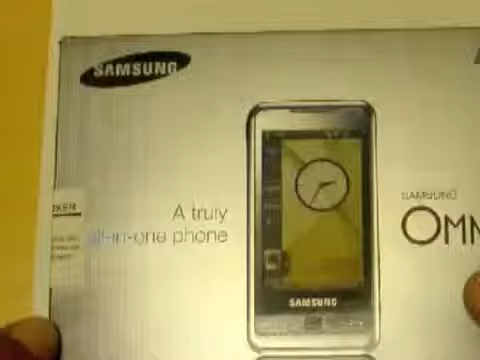 SAMSUNG
A truly
all-in-one phone
SAMSUNG
OMN
SAMSUNG